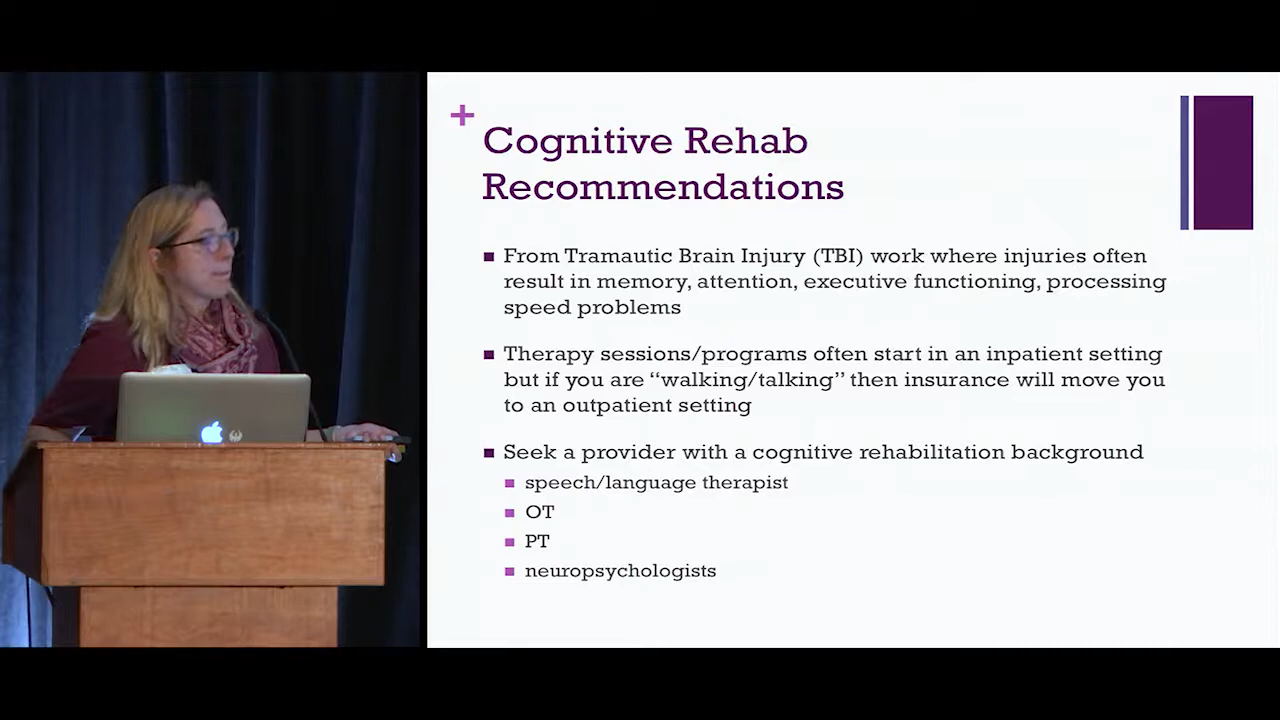 +
Cognitive Rehab
Recommendations
From Tramautic Brain Injury (TBI) work where injuries often
result in memory, attention, executive functioning, processing
speed problems
Therapy sessions/programs often start in an inpatient setting
but if you are “walking/talking” then insurance will move you
to an outpatient setting
Seek a provider with a cognitive rehabilitation background
speech/language therapist
OT
PT
neuropsychologists